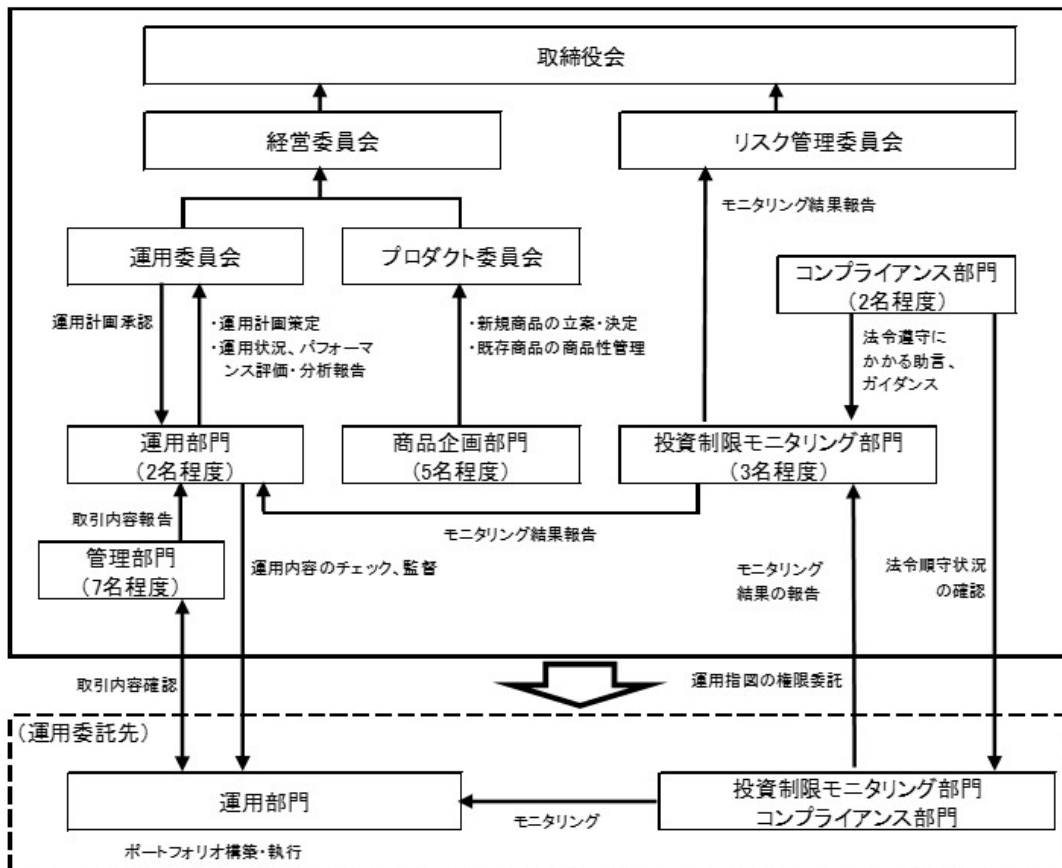 取締役会
経営委員会
リスク管理委員会
モニタリング結果報告
運用委員会
プロダクト委員会
コンプライアンス部門
(2名程度)
運用計画承認
・運用計画策定
・運用状況、パフォーマ
ンス評価・分析報告
・新規商品の立案・決定
・既存商品の商品性管理
法令遵守に
かかる助言、
ガイダンス
運用部門
(2名程度)
商品企画部門
(5名程度)
投資制限モニタリング部門
(3名程度)
取引内容報告
モニタリング結果報告
管理部門
(7名程度)
運用内容のチェック、監督
モニタリング
結果の報告
法令順守状況
の確認
取引内容確認
運用指図の権限委託
(運用委託先)
運用部門
モニタリング
投資制限モニタリング部門
コンプライアンス部門
ポートフォリオ構築・執行